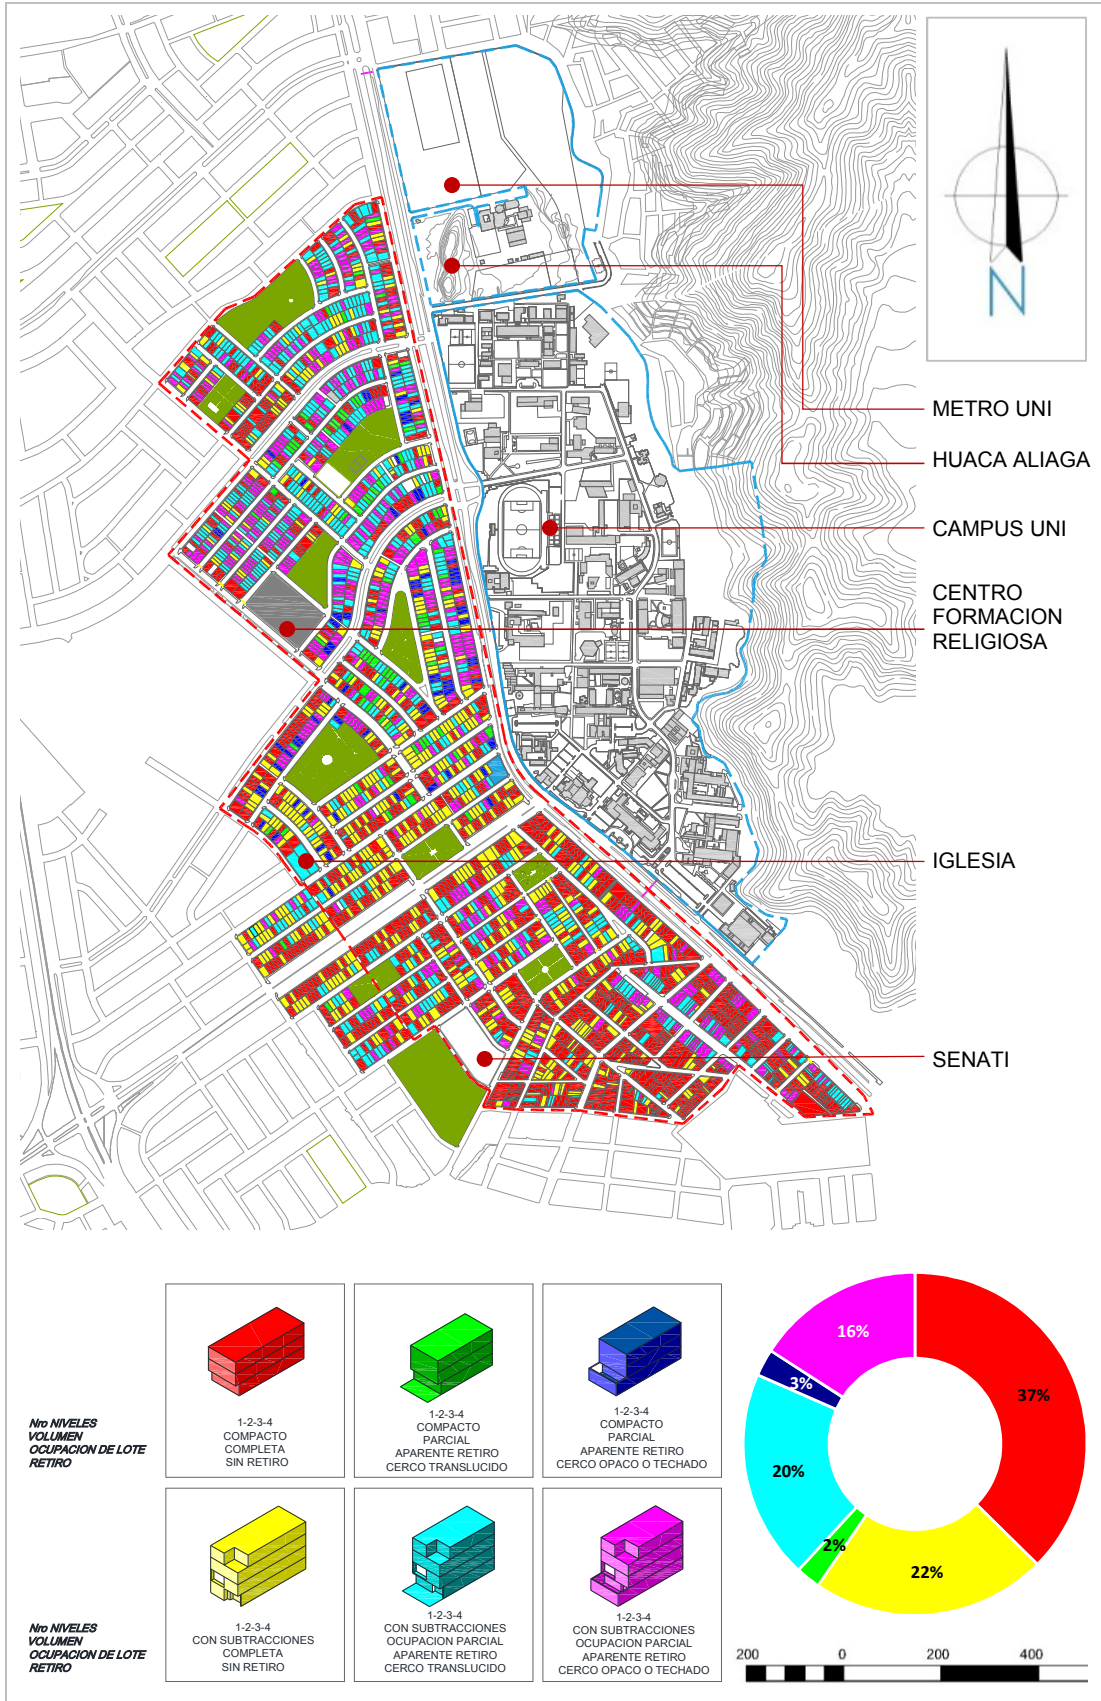 N
METRO UNI
HUACA ALIAGA
CAMPUS UNI
CENTRO
FORMACION
RELIGIOSA
IGLESIA
SENATI
Nro NIVELES
VOLUMEN
OCUPACION DE LOTE
RETIRO
1-2-3-4
COMPACTO
COMPLETA
SIN RETIRO
1-2-3-4
COMPACTO
PARCIAL
APARENTE RETIRO
CERCO TRANSLUCIDO
1-2-3-4
COMPACTO
PARCIAL
APARENTE RETIRO
CERCO OPACO O TECHADO
Nro NIVELES
VOLUMEN
OCUPACION DE LOTE
RETIRO
1-2-3-4
CON SUBTRACCIONES
COMPLETA
SIN RETIRO
1-2-3-4
CON SUBTRACCIONES
OCUPACION PARCIAL
APARENTE RETIRO
CERCO TRANSLUCIDO
1-2-3-4
CON SUBTRACCIONES
OCUPACION PARCIAL
APARENTE RETIRO
CERCO OPACO O TECHADO
16%
3%
37%
20%
2%
22%
200 0 200 400